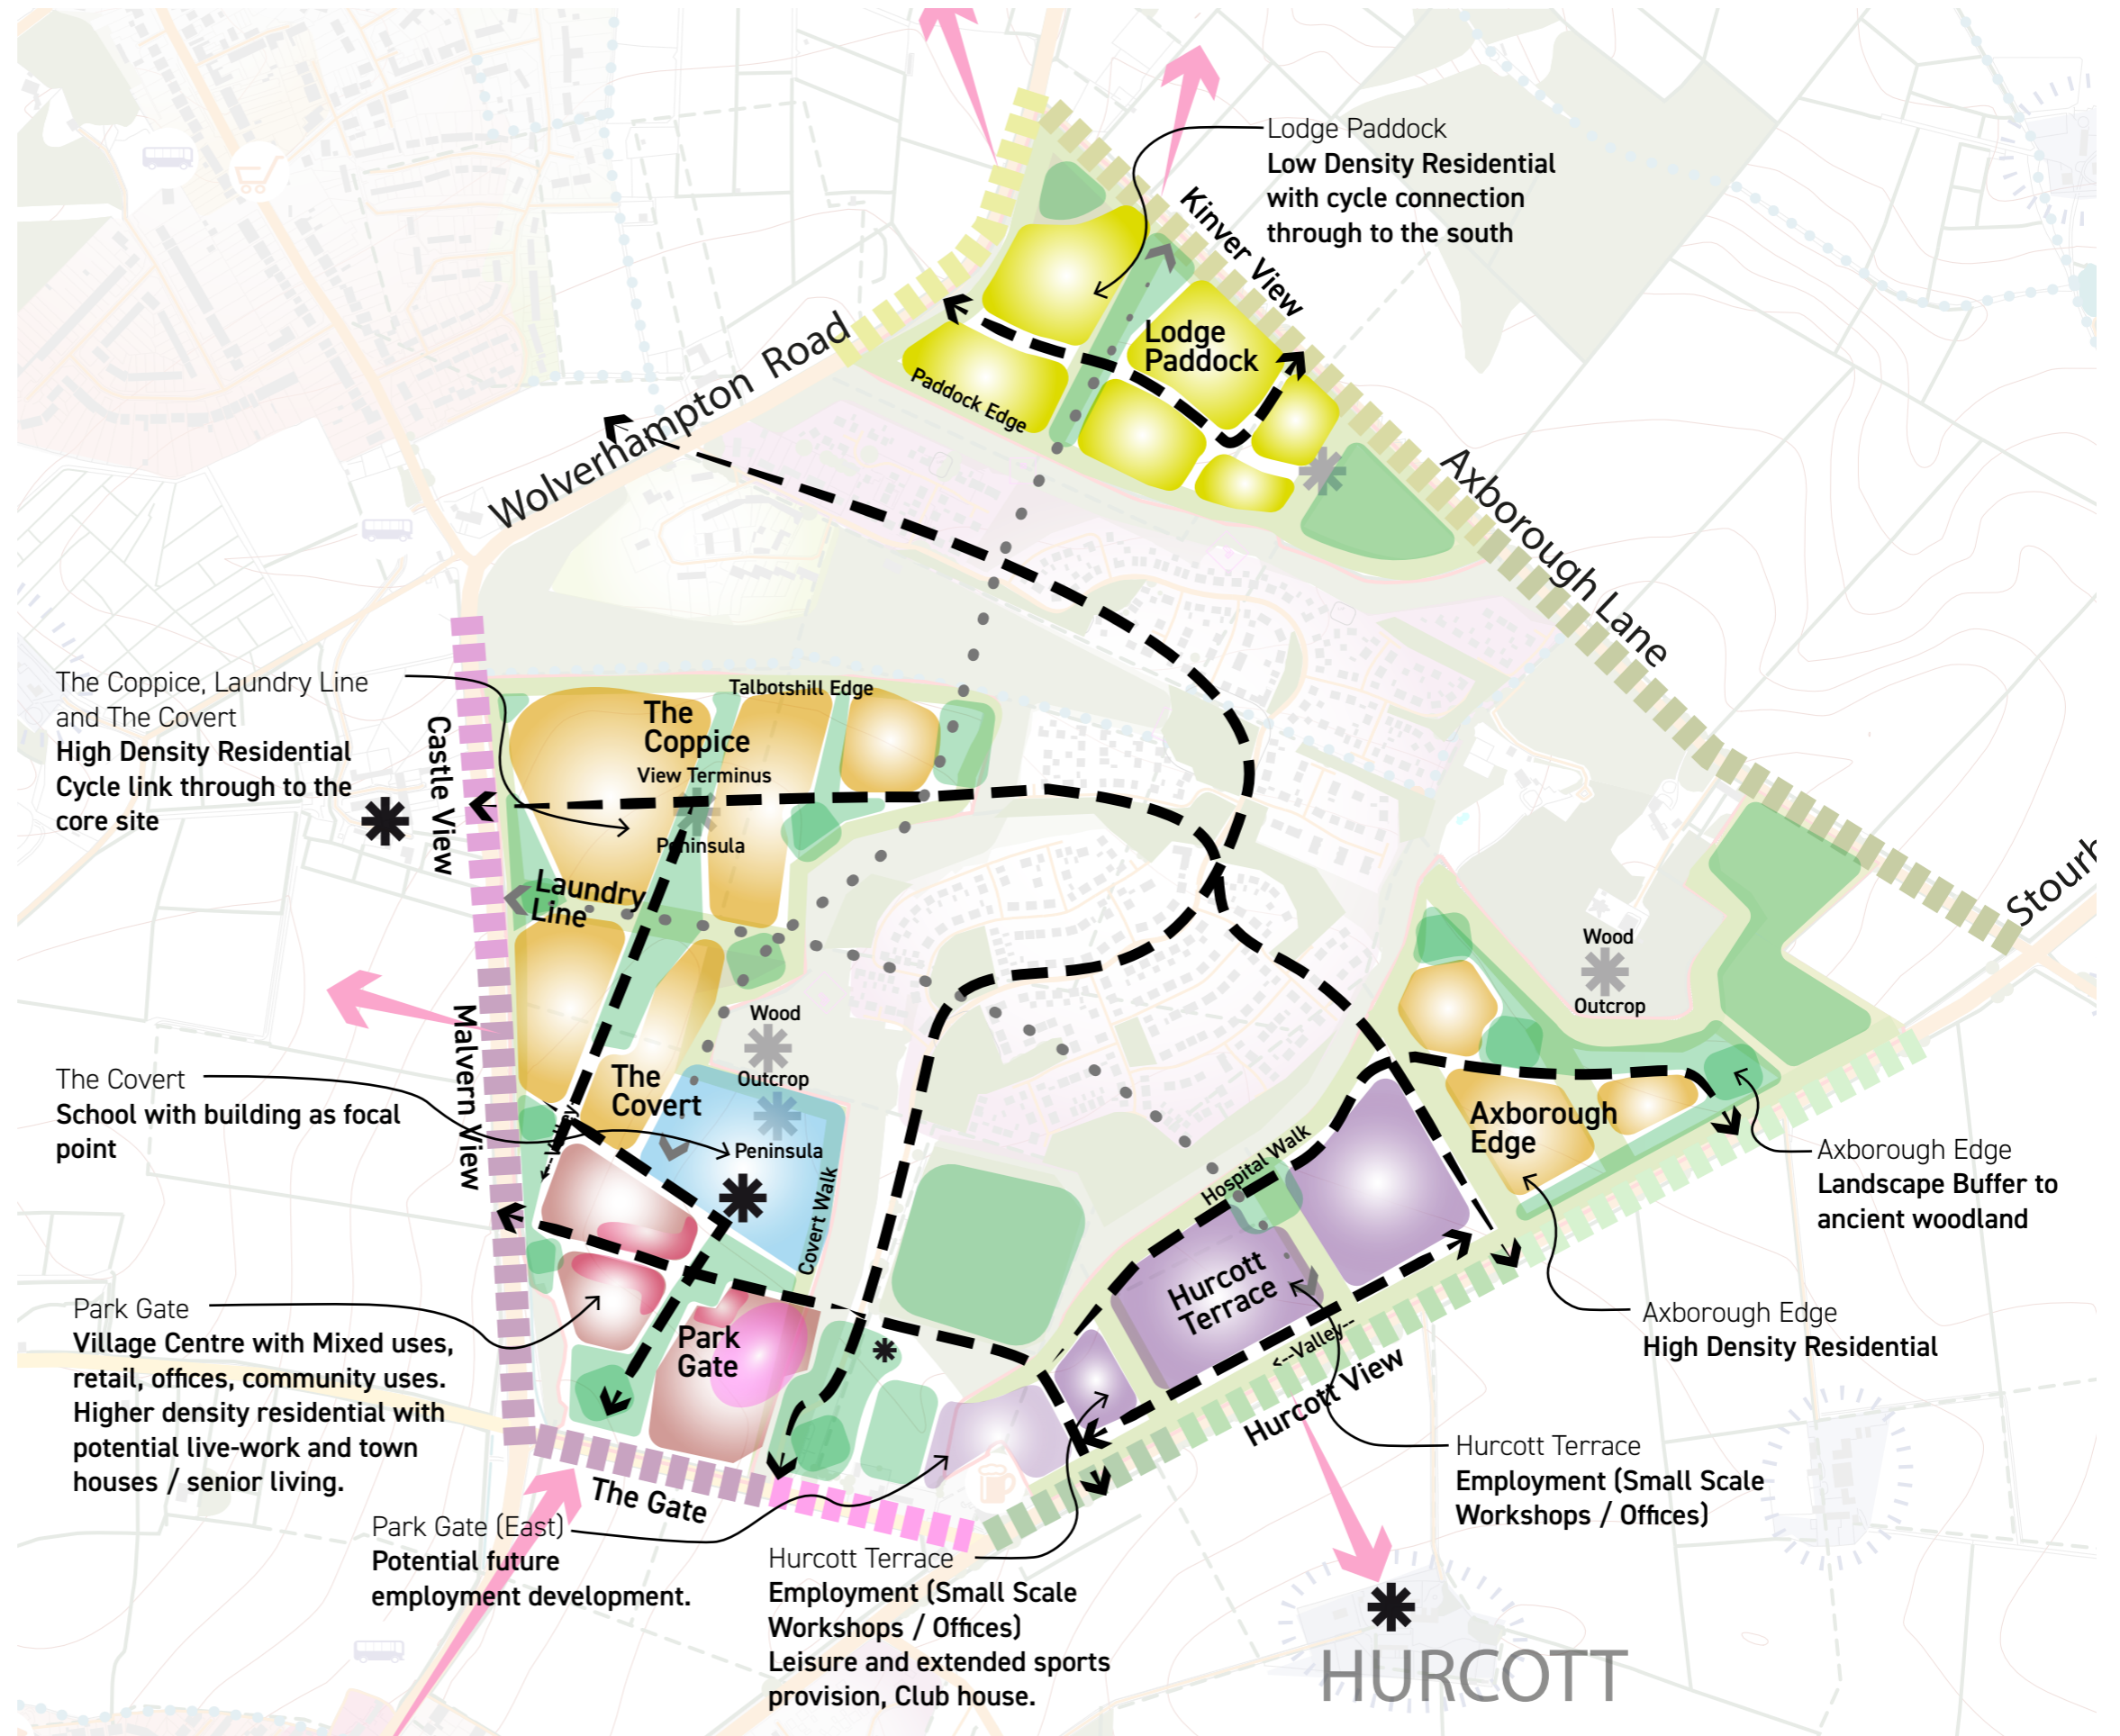 Lodge Paddock
Low Density Residential
with cycle connection
through to the south
Kinver View
Lodge
Paddock
Paddock Edge
Wolverhampton Road
Axborough Lane
Stourb
The Coppice, Laundry Line
and The Covert
High Density Residential
Cycle link through to the
core site
Castle View
Talbotshill Edge
The
Coppice
View Terminus
Peninsula
Laundry
Line
Malvern View
Wood
Outcrop
Wood
Outcrop
The Covert
School with building as focal
point
The
Covert
Peninsula
<--Valley-
Covert Walk
Hospital Walk
Axborough
Edge
Axborough Edge
Landscape Buffer to
ancient woodland
Axborough Edge
High Density Residential
Park Gate
Village Centre with Mixed uses,
retail, offices, community uses.
Higher density residential with
potential live-work and town
houses / senior living.
Park
Gate
Hurcott
Terrace
<--Valley--
Hurcott View
The Gate
Hurcott Terrace
Employment (Small Scale
Workshops / Offices)
Park Gate (East)
Potential future
employment development.
Hurcott Terrace
Employment (Small Scale
Workshops / Offices)
Leisure and extended sports
provision, Club house.
HURCOTT